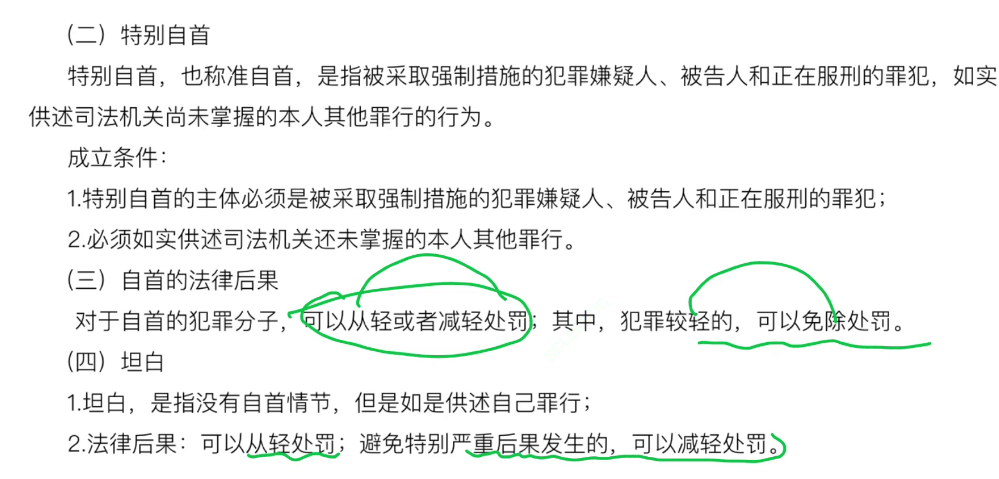 （二）特别自首
特别自首，也称准自首，是指被采取强制措施的犯罪嫌疑人、被告人和正在服刑的罪犯，如实
供述司法机关尚未掌握的本人其他罪行的行为。
成立条件：
1.特别自首的主体必须是被采取强制措施的犯罪嫌疑人、被告人和正在服刑的罪犯；
2.必须如实供述司法机关还未掌握的本人其他罪行。
（三）自首的法律后果
对于自首的犯罪分子，可以从轻或者减轻处罚；其中，犯罪较轻的，可以免除处罚。
（四）坦白
1.坦白，是指没有自首情节，但是如是供述自己罪行；
2.法律后果：可以从轻处罚；避免特别严重后果发生的，可以减轻处罚。